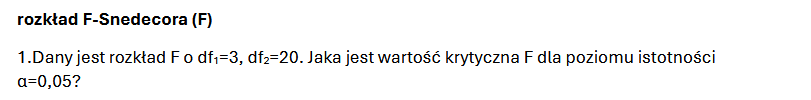 rozkład F-Snedecora (F)
1.Dany jest rozkład F o df₁=3, df₂=20. Jaka jest wartość krytyczna F dla poziomu istotności
α=0,05?